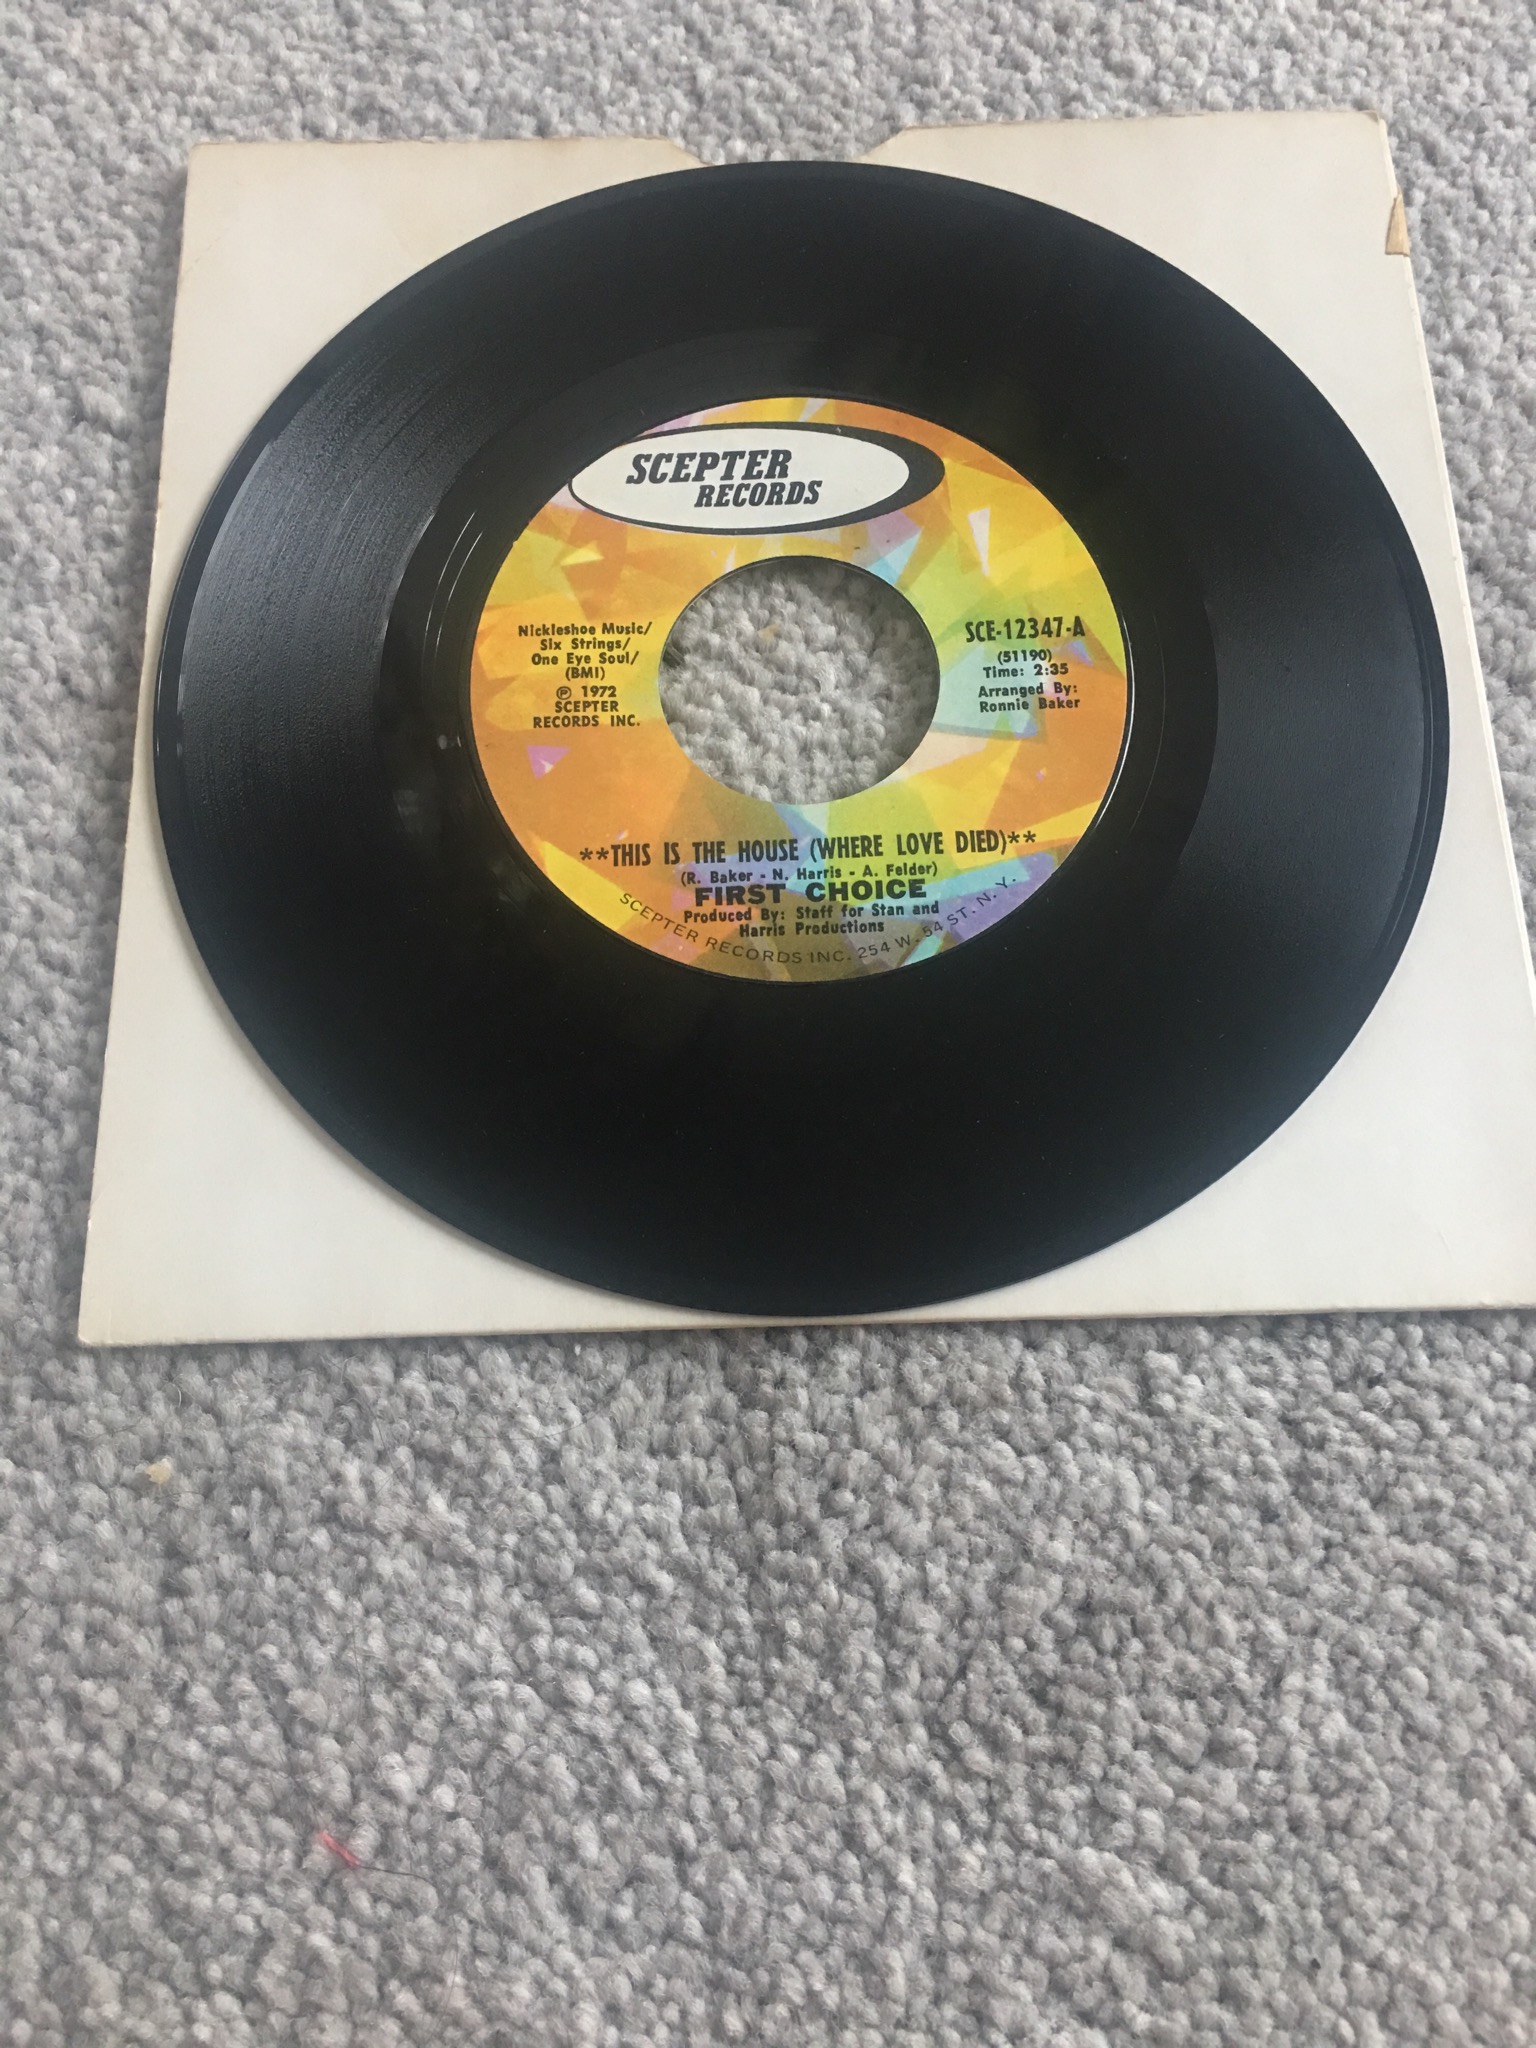 SCEPTER
RECORDS
Nickleshoe Music/
Six Strings/
One Eye Soul/
(BMI)
℗ 1972
SCEPTER
RECORDS INC.
SCE-12347-A
(51190)
Time: 2:35
Arranged By:
Ronnie Baker
**THIS IS THE HOUSE (WHERE LOVE DIED)**
(R. Baker - N. Harris - A. Felder)
FIRST CHOICE
Produced By: Staff for Stan and
Harris Productions
SCEPTER RECORDS INC. 254 W. 54 ST. N. Y.